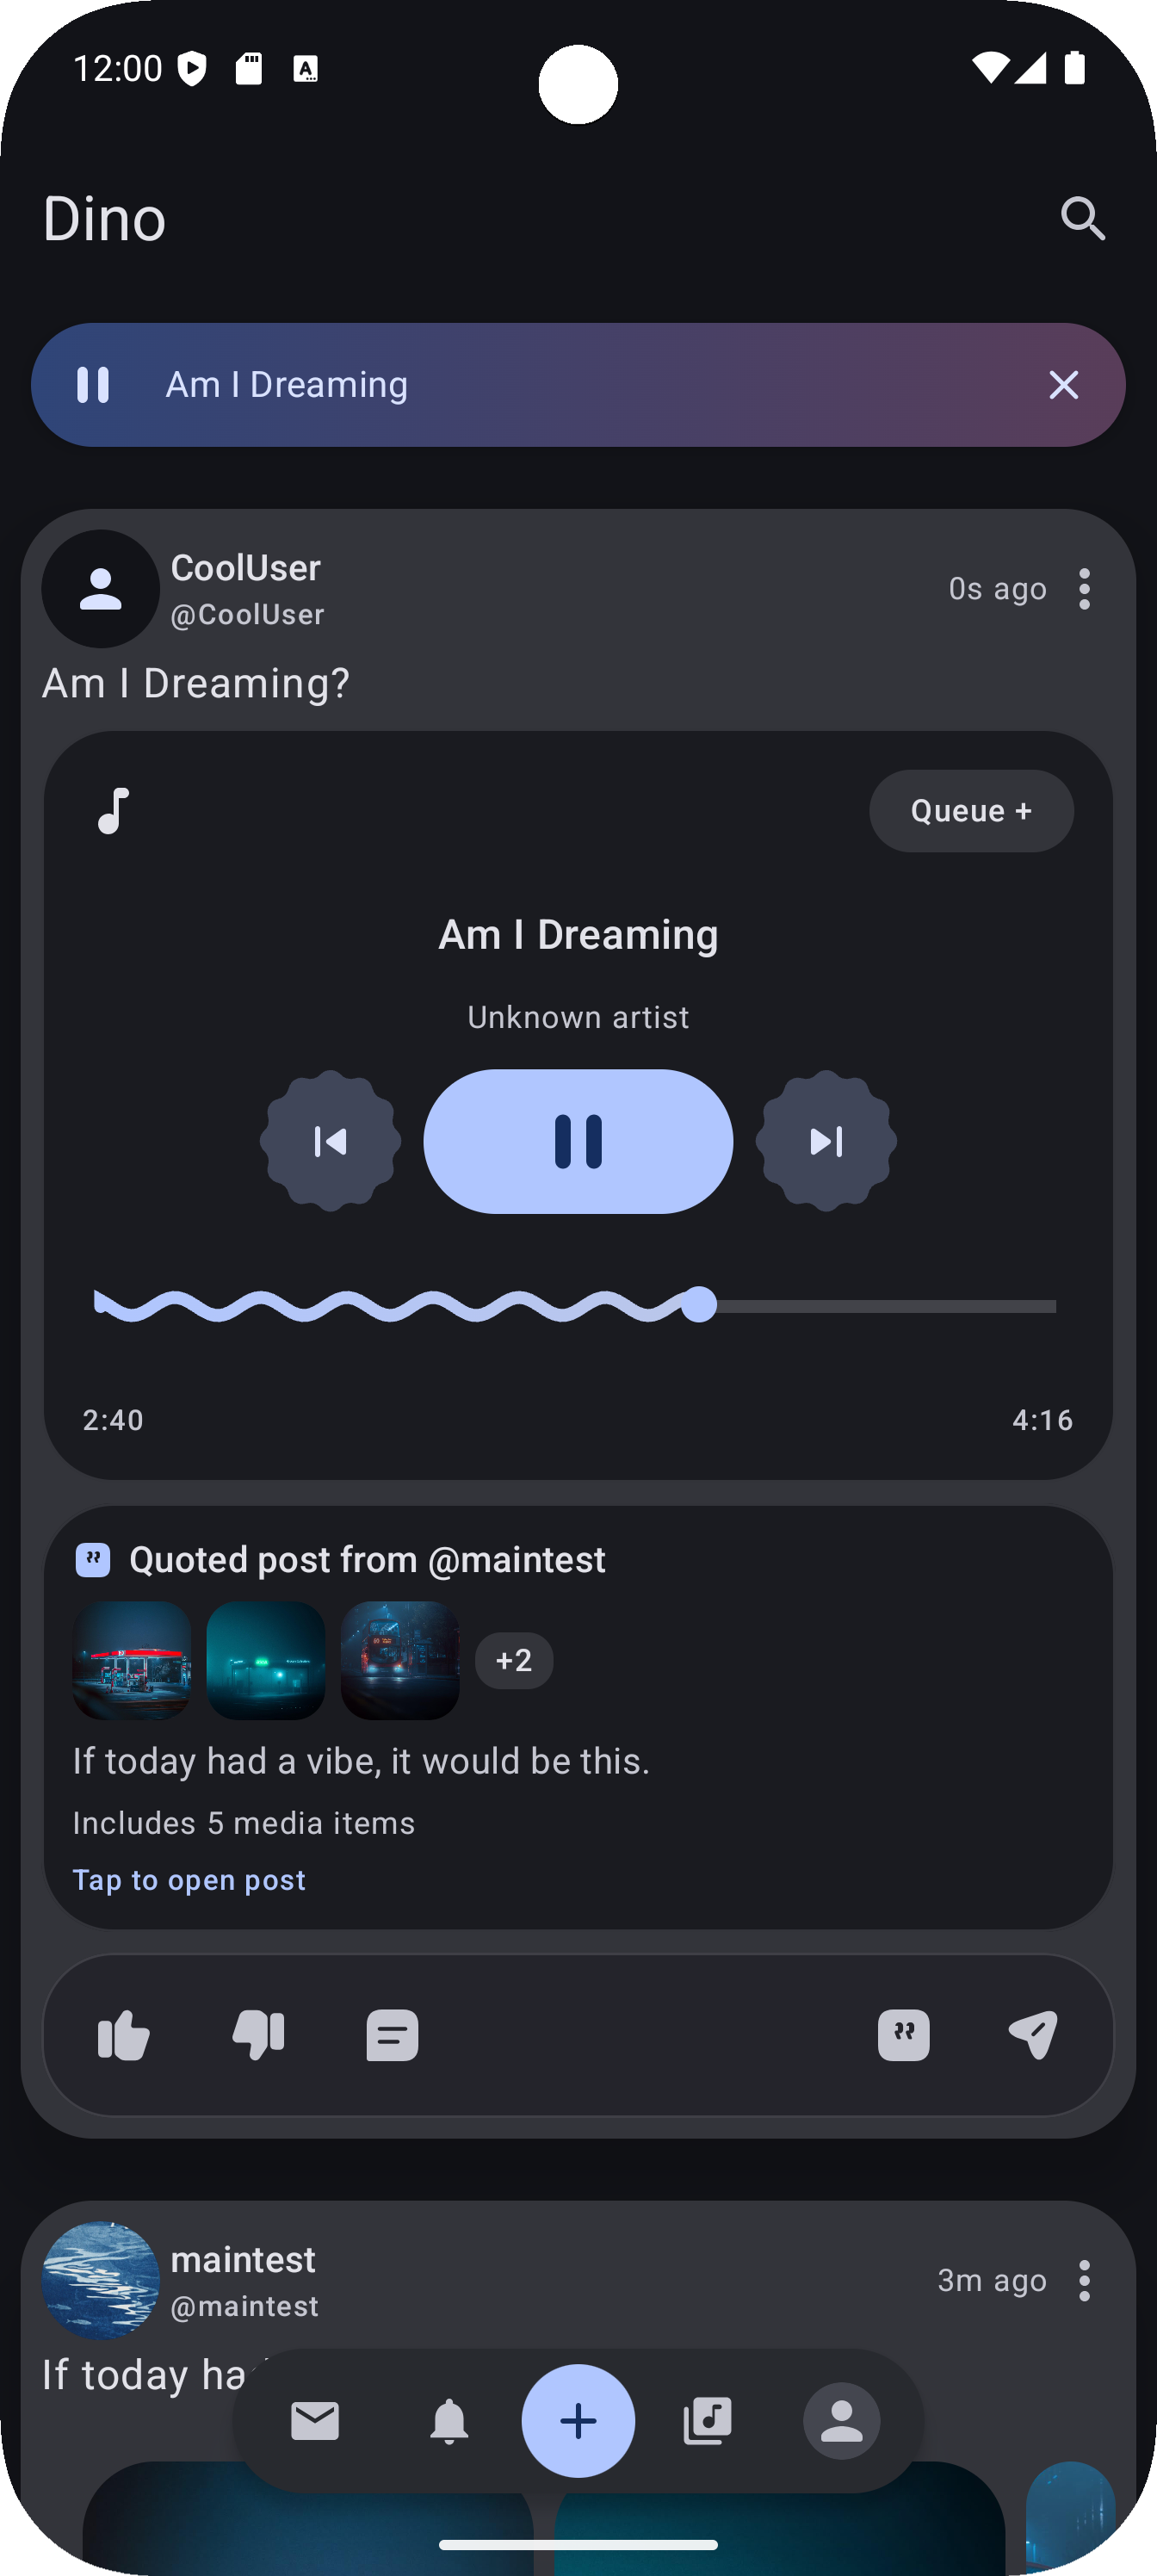 12:00
Dino
Am I Dreaming
CoolUser
@CoolUser
0s ago
Am I Dreaming?
Queue +
Am I Dreaming
Unknown artist
2:40
4:16
Quoted post from @maintest
+2
If today had a vibe, it would be this.
Includes 5 media items
Tap to open post
maintest
@maintest
3m ago
If today ha